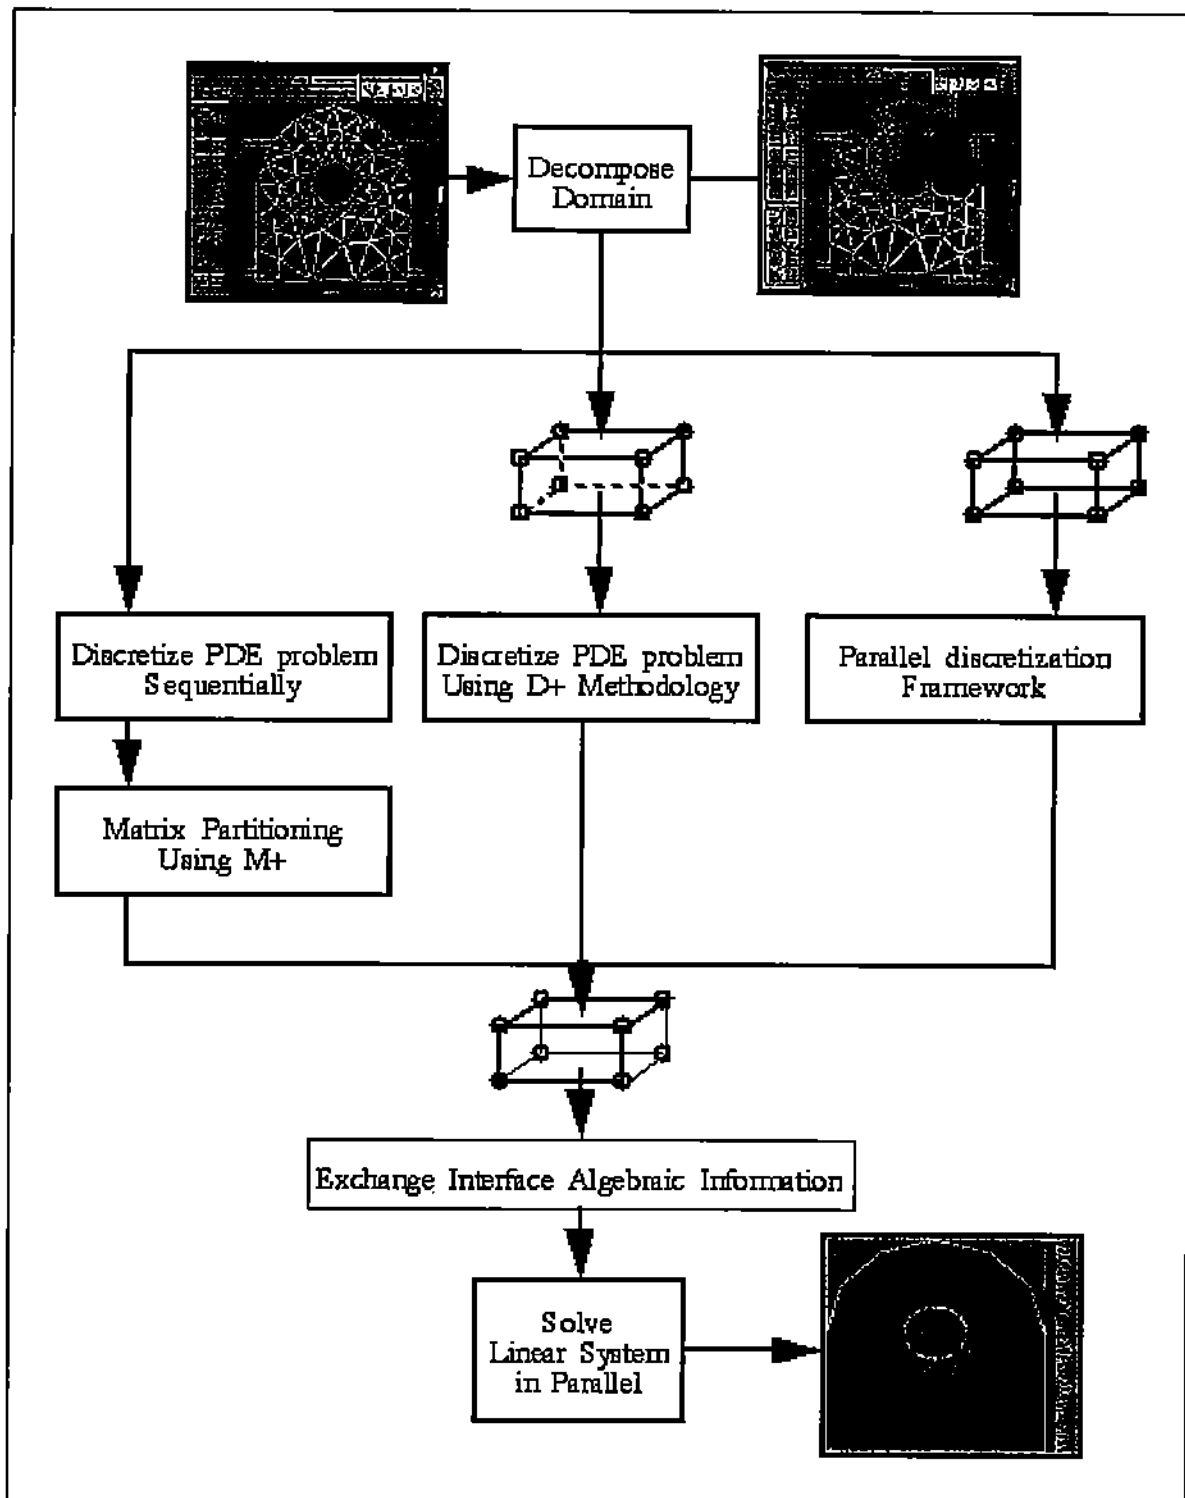 Decompose
Domain
Discretize PDE problem
Sequentially
Discretize PDE problem
Using D+ Methodology
Parallel discretization
Framework
Matrix Partitioning
Using M+
Exchange Interface Algebraic Information
Solve
Linear System
in Parallel